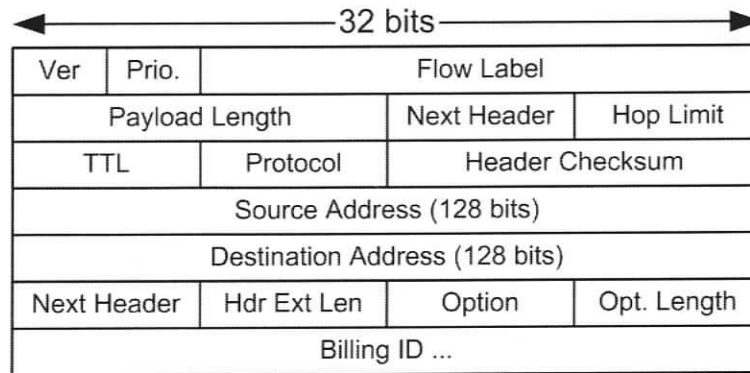 32 bits
Ver Prio. Flow Label
Payload Length Next Header Hop Limit
TTL Protocol Header Checksum
Source Address (128 bits)
Destination Address (128 bits)
Next Header Hdr Ext Len Option Opt. Length
Billing ID ...